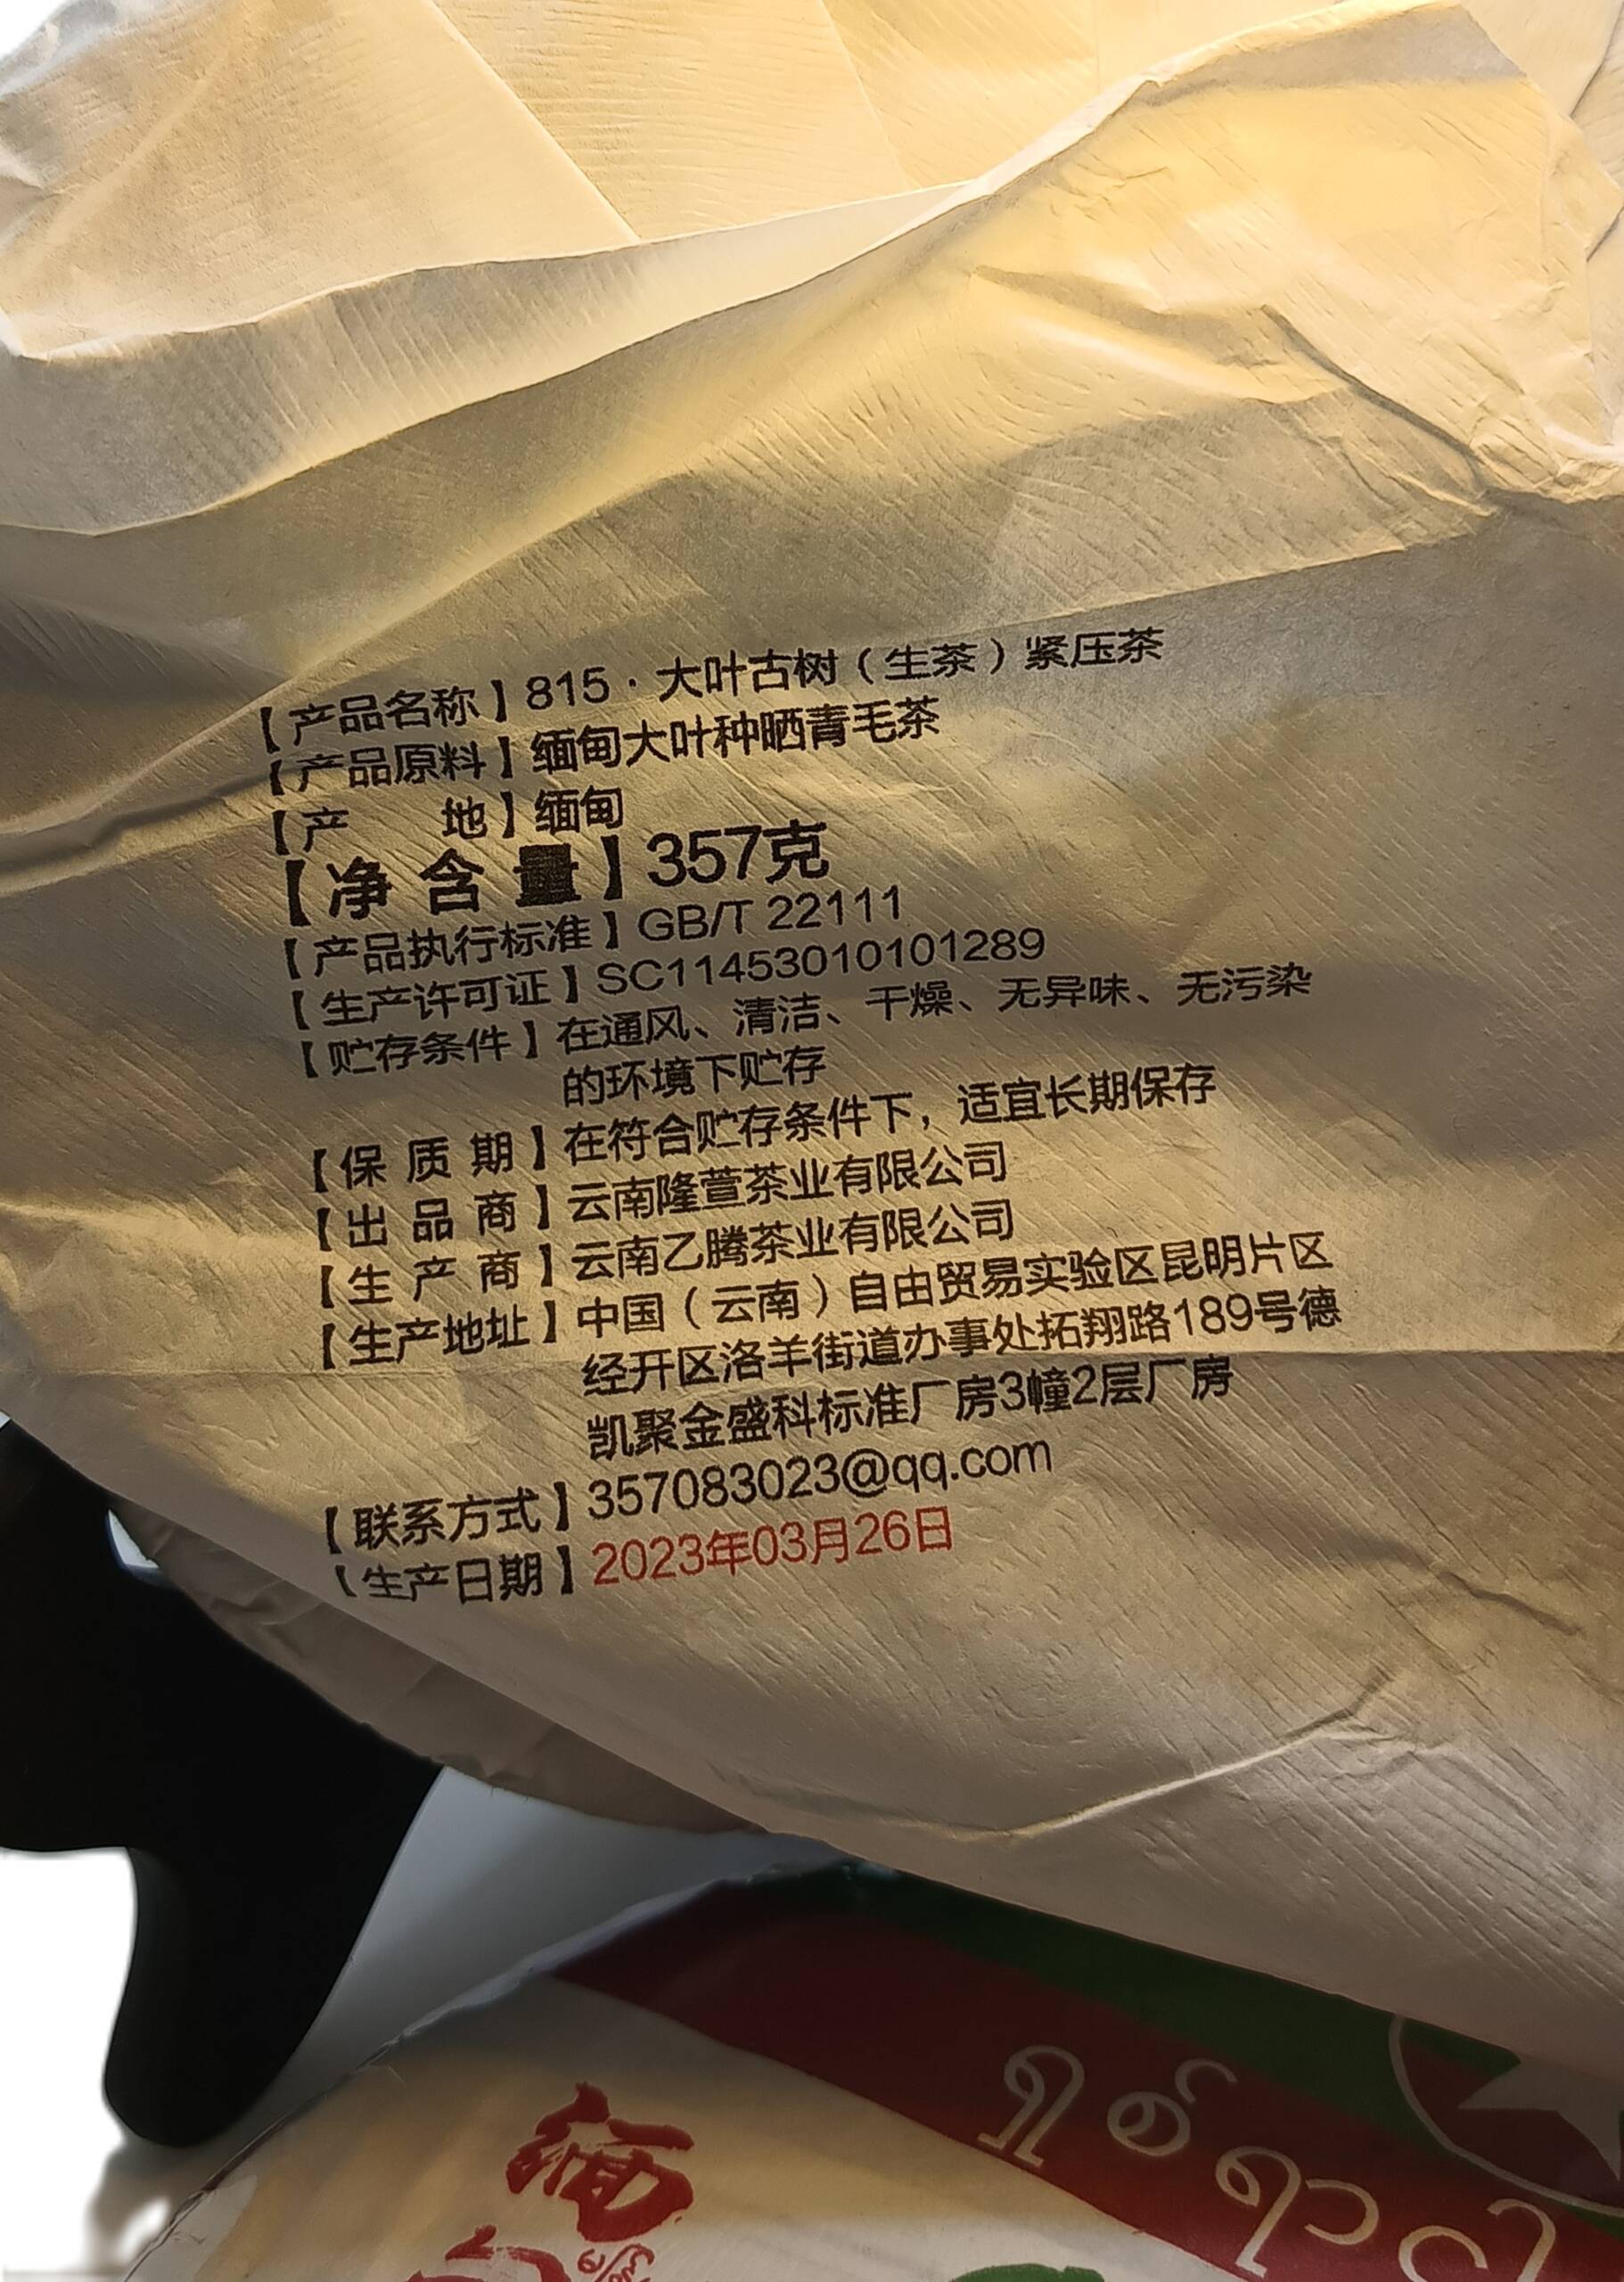 【产品名称】815·大叶古树（生茶）紧压茶
【产品原料】缅甸大叶种晒青毛茶
【产 地】缅甸
【净含量】357克
【产品执行标准】GB/T 22111
【生产许可证】SC11453010101289
【贮存条件】在通风、清洁、干燥、无异味、无污染
的环境下贮存
【保质期】在符合贮存条件下，适宜长期保存
【出品商】云南隆萱茶业有限公司
【生产商】云南乙腾茶业有限公司
【生产地址】中国（云南）自由贸易实验区昆明片区
经开区洛羊街道办事处拓翔路189号德
凯聚金盛科标准厂房3幢2层厂房
【联系方式】357083023@qq.com
【生产日期】2023年03月26日
缅